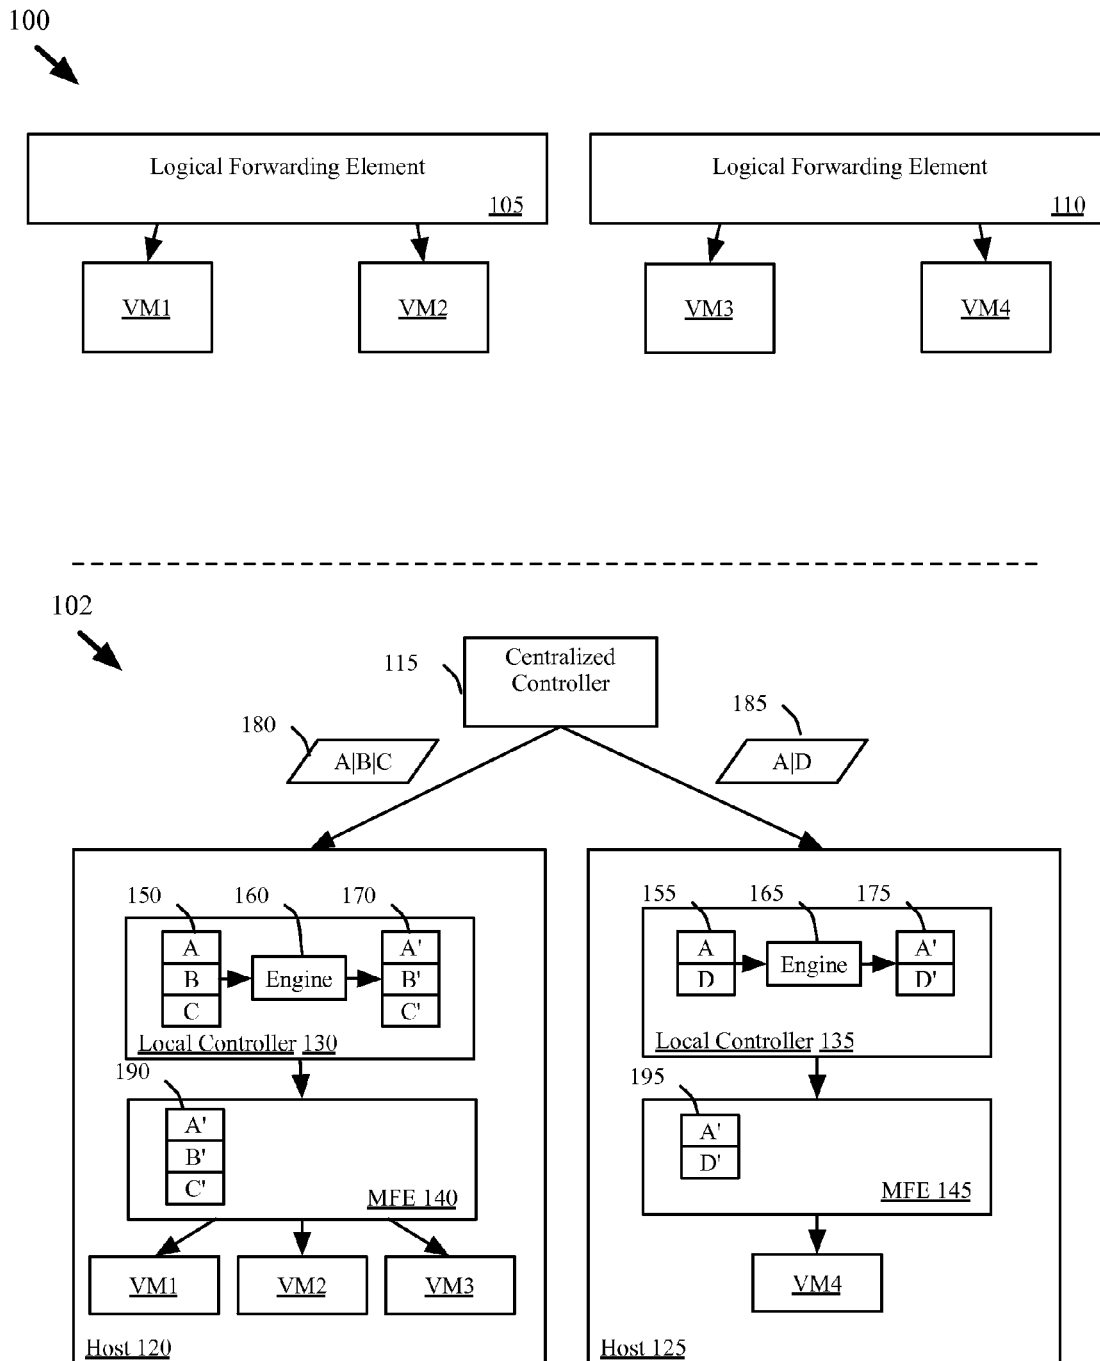 100
Logical Forwarding Element
105
Logical Forwarding Element
110
VM1
VM2
VM3
VM4
102
115
Centralized
Controller
180
A|B|C
185
A|D
150
160
170
A
B
C
Engine
A'
B'
C'
Local Controller 130
155
165
175
A
D
Engine
A'
D'
Local Controller 135
190
A'
B'
C'
MFE 140
195
A'
D'
MFE 145
VM1
VM2
VM3
VM4
Host 120
Host 125